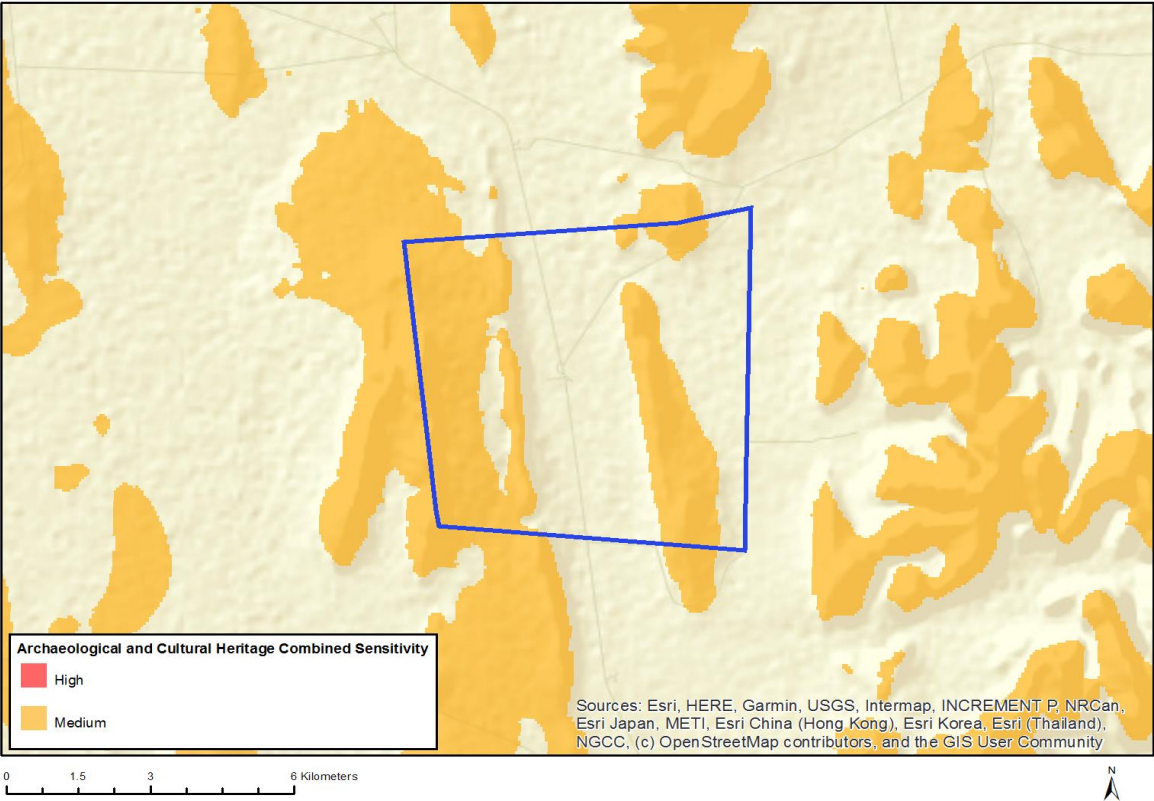 Archaeological and Cultural Heritage Combined Sensitivity
High
Medium
Sources: Esri, HERE, Garmin, USGS, Intermap, INCREMENT P, NRCan,
Esri Japan, METI, Esri China (Hong Kong), Esri Korea, Esri (Thailand),
NGCC, (c) OpenStreetMap contributors, and the GIS User Community
0 1.5 3 6 Kilometers
N